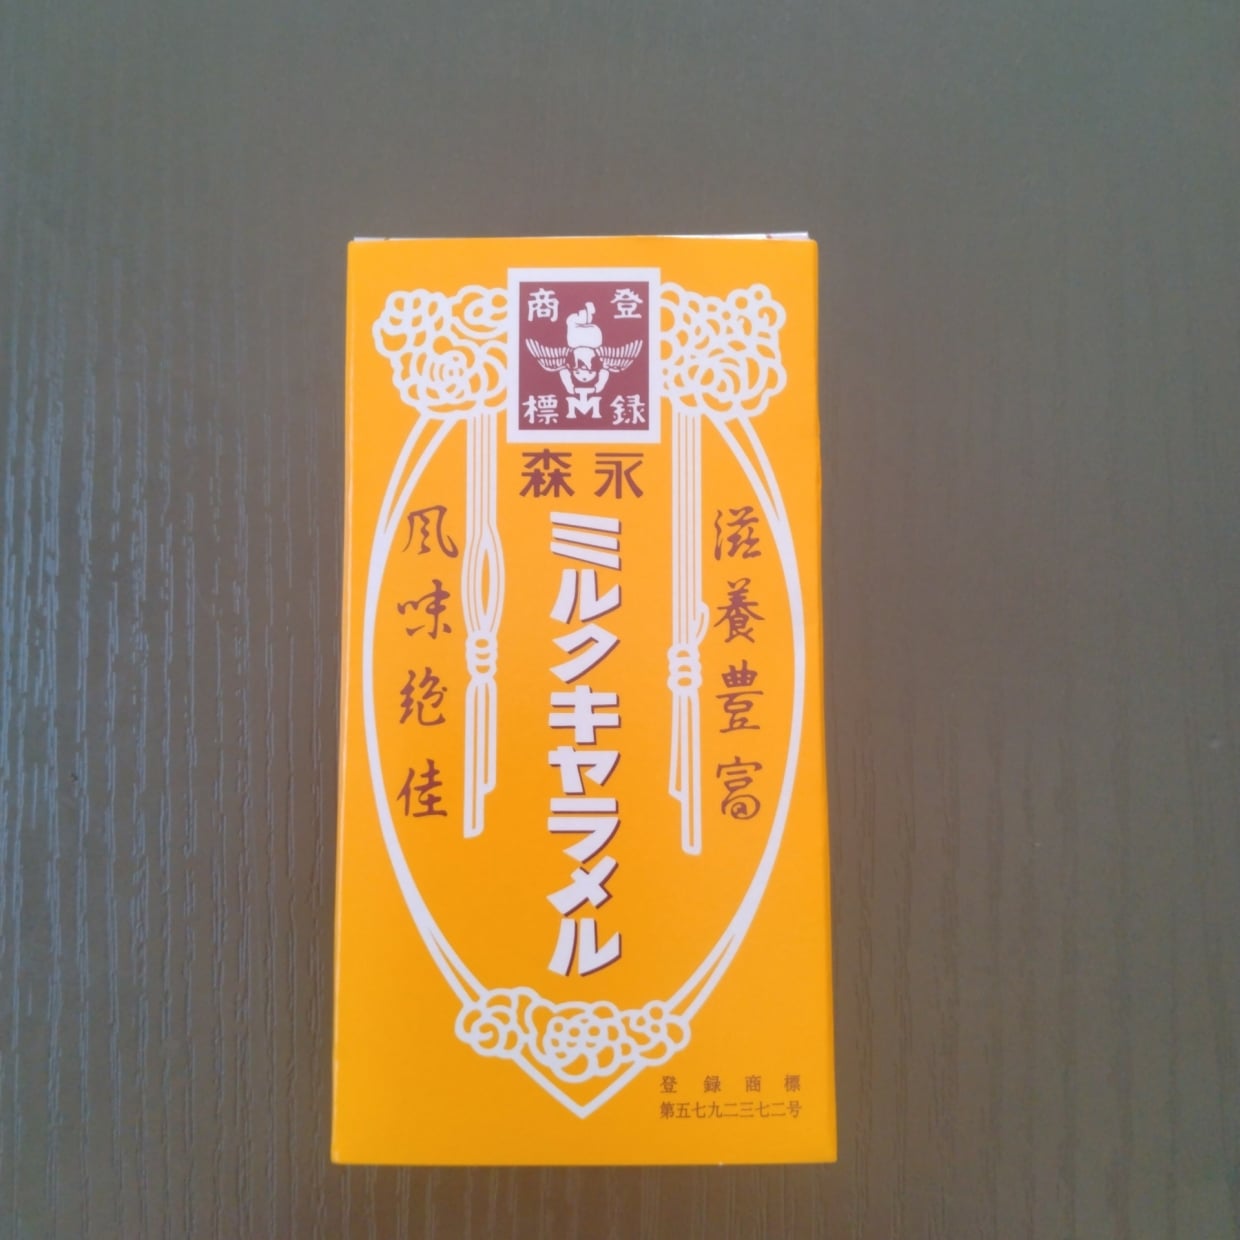 登録
商標
TM
森永
滋養豊富
ミルクキャラメル
風味絶佳
登録商標
第五七九二三七二号